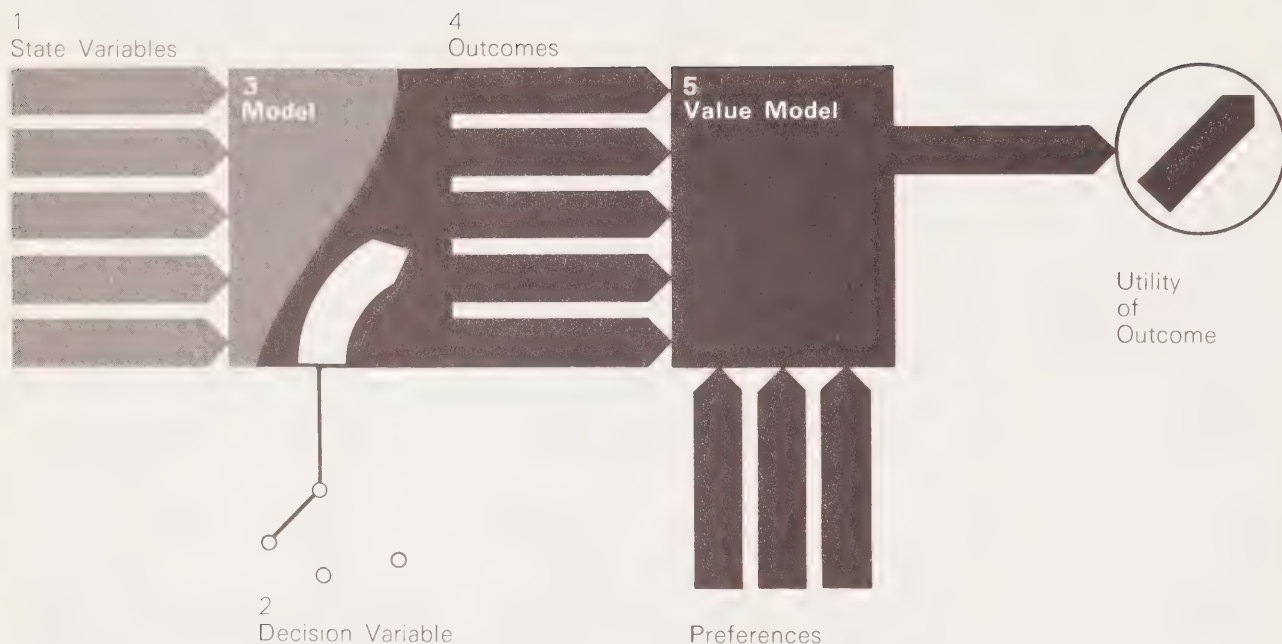 1
State Variables
2
Decision Variable
3
Model
4
Outcomes
5
Value Model
Preferences
Utility
of
Outcome